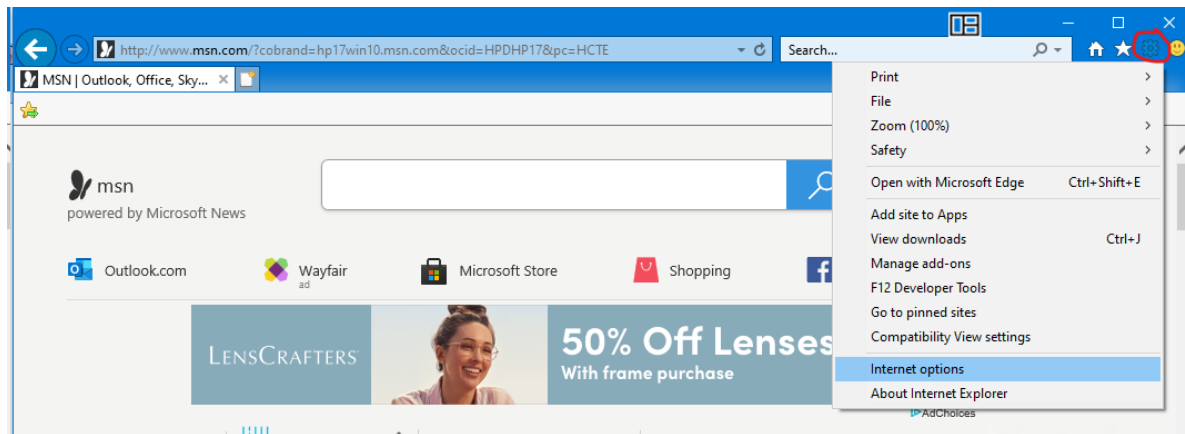 http://www.msn.com/?cobrand=hp17win10.msn.com&ocid=HPDHP17&pc=HCTE
Search...
MSN | Outlook, Office, Sky...
Print
File
Zoom (100%)
Safety
Open with Microsoft Edge Ctrl+Shift+E
Add site to Apps
View downloads Ctrl+J
Manage add-ons
F12 Developer Tools
Go to pinned sites
Compatibility View settings
Internet options
About Internet Explorer
msn
powered by Microsoft News
Outlook.com
Wayfair
ad
Microsoft Store
Shopping
LENSCRAFTERS
50% Off Lenses
With frame purchase
AdChoices